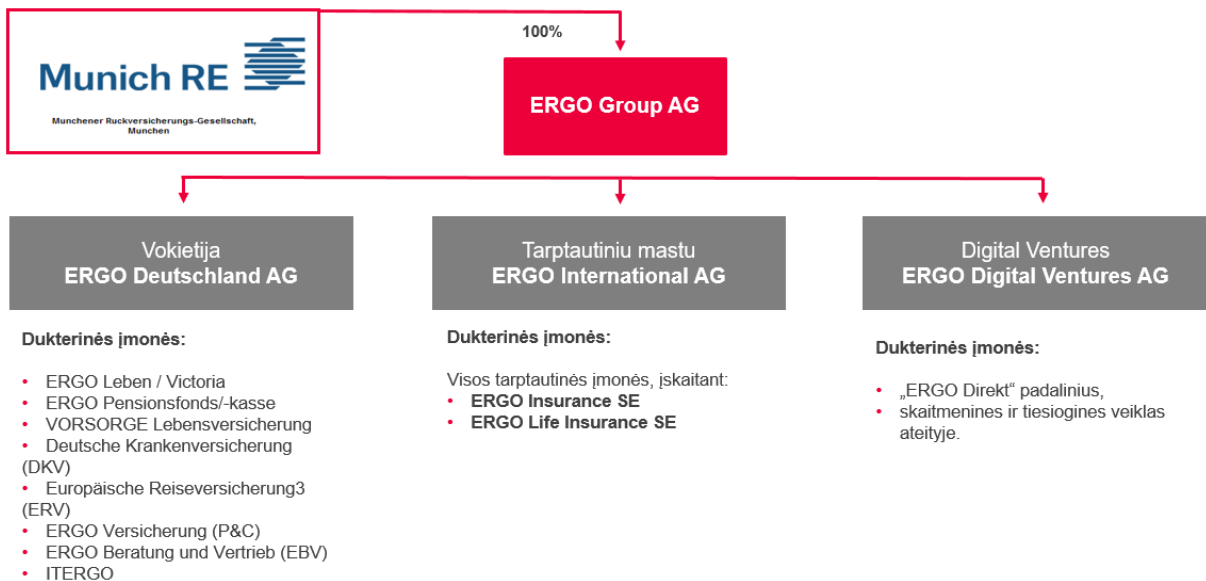 Munich RE
Munchener Ruckversicherungs-Gesellschaft,
Munchen
100%
ERGO Group AG
Vokietija
ERGO Deutschland AG
Dukterinės įmonės:
• ERGO Leben / Victoria
• ERGO Pensionsfonds/-kasse
• VORSORGE Lebensversicherung
• Deutsche Krankenversicherung
(DKV)
• Europäische Reiseversicherung3
(ERV)
• ERGO Versicherung (P&C)
• ERGO Beratung und Vertrieb (EBV)
• ITERGO
Tarptautiniu mastu
ERGO International AG
Dukterinės įmonės:
Visos tarptautinės įmonės, įskaitant:
• ERGO Insurance SE
• ERGO Life Insurance SE
Digital Ventures
ERGO Digital Ventures AG
Dukterinės įmonės:
• „ERGO Direkt“ padalinius,
• skaitmenines ir tiesiogines veiklas
ateityje.